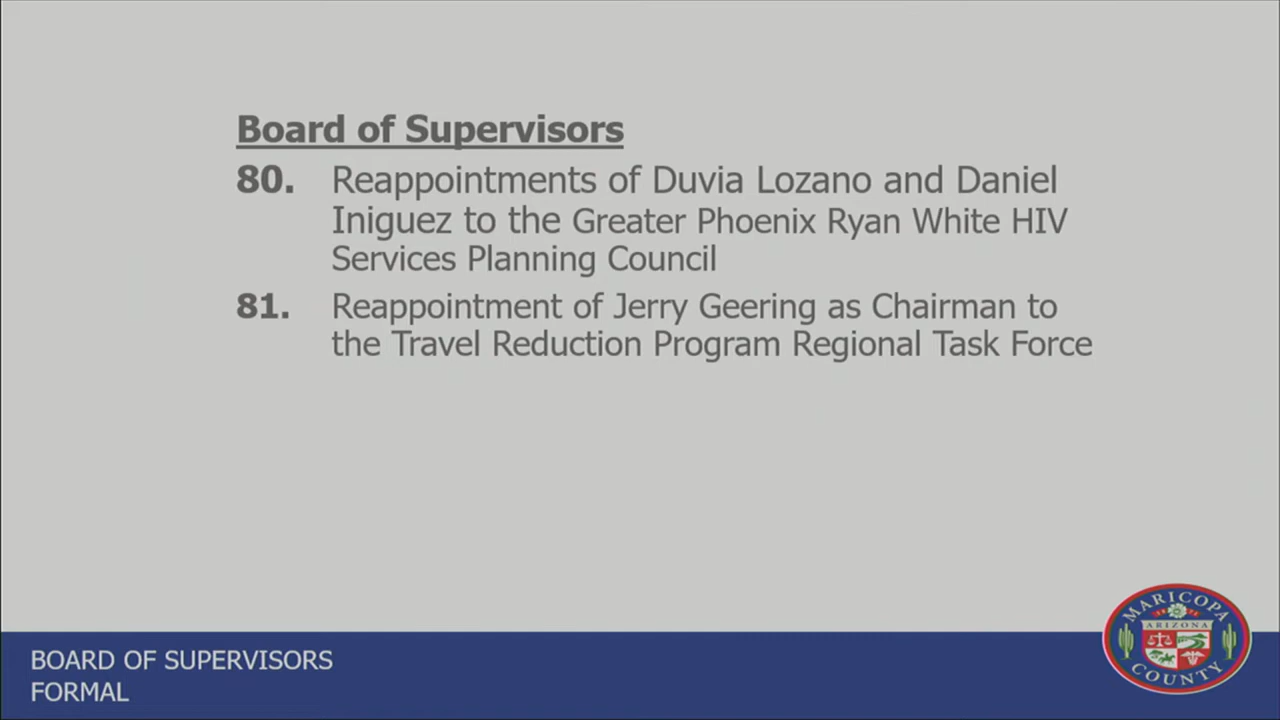 Board of Supervisors
80. Reappointments of Duvia Lozano and Daniel
Iniguez to the Greater Phoenix Ryan White HIV
Services Planning Council
81. Reappointment of Jerry Geering as Chairman to
the Travel Reduction Program Regional Task Force
BOARD OF SUPERVISORS
FORMAL
MARICOPA
ARIZONA
COUNTY